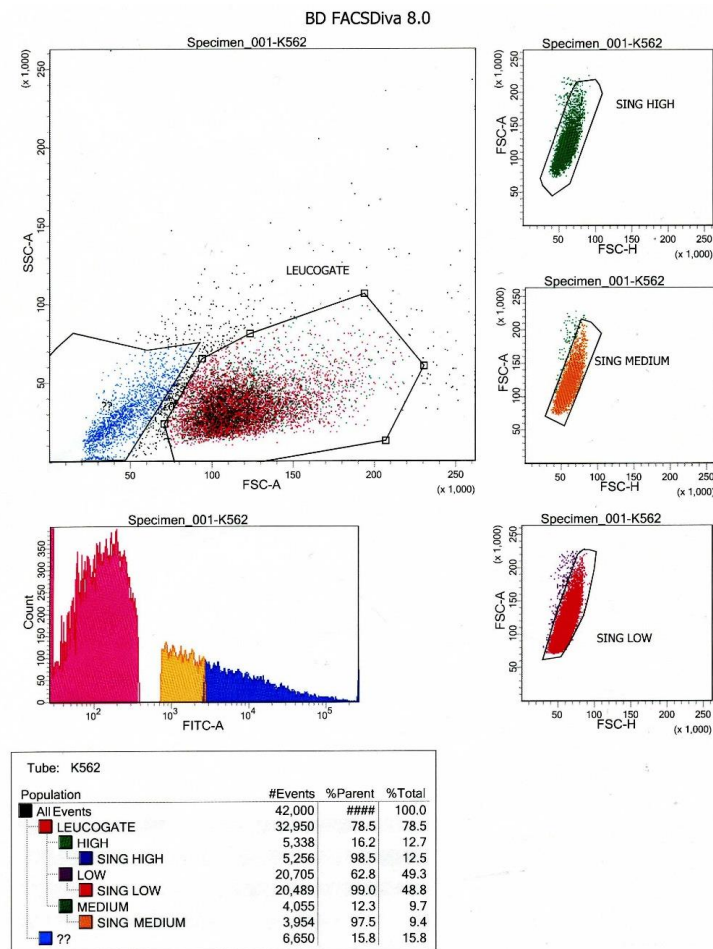 BD FACSDiva 8.0
Specimen_001-K562
(x 1,000)
250
200
150
100
50
SSC-A
LEUCOGATE
??
50 100 150 200 250
FSC-A
(x 1,000)
Specimen_001-K562
(x 1,000)
50 100 150 200 250
FSC-A
SING HIGH
50 100 150 200 250
FSC-H
(x 1,000)
Specimen_001-K562
(x 1,000)
50 100 150 200 250
FSC-A
SING MEDIUM
50 100 150 200 250
FSC-H
(x 1,000)
Specimen_001-K562
Count
0 50 100 150 200 250 300 350
10² 10³ 10⁴ 10⁵
FITC-A
Specimen_001-K562
(x 1,000)
50 100 150 200 250
FSC-A
SING LOW
50 100 150 200 250
FSC-H
(x 1,000)
Tube: K562
Population #Events %Parent %Total
All Events 42,000 #### 100.0
LEUCOGATE 32,950 78.5 78.5
HIGH 5,338 16.2 12.7
SING HIGH 5,256 98.5 12.5
LOW 20,705 62.8 49.3
SING LOW 20,489 99.0 48.8
MEDIUM 4,055 12.3 9.7
SING MEDIUM 3,954 97.5 9.4
?? 6,650 15.8 15.8